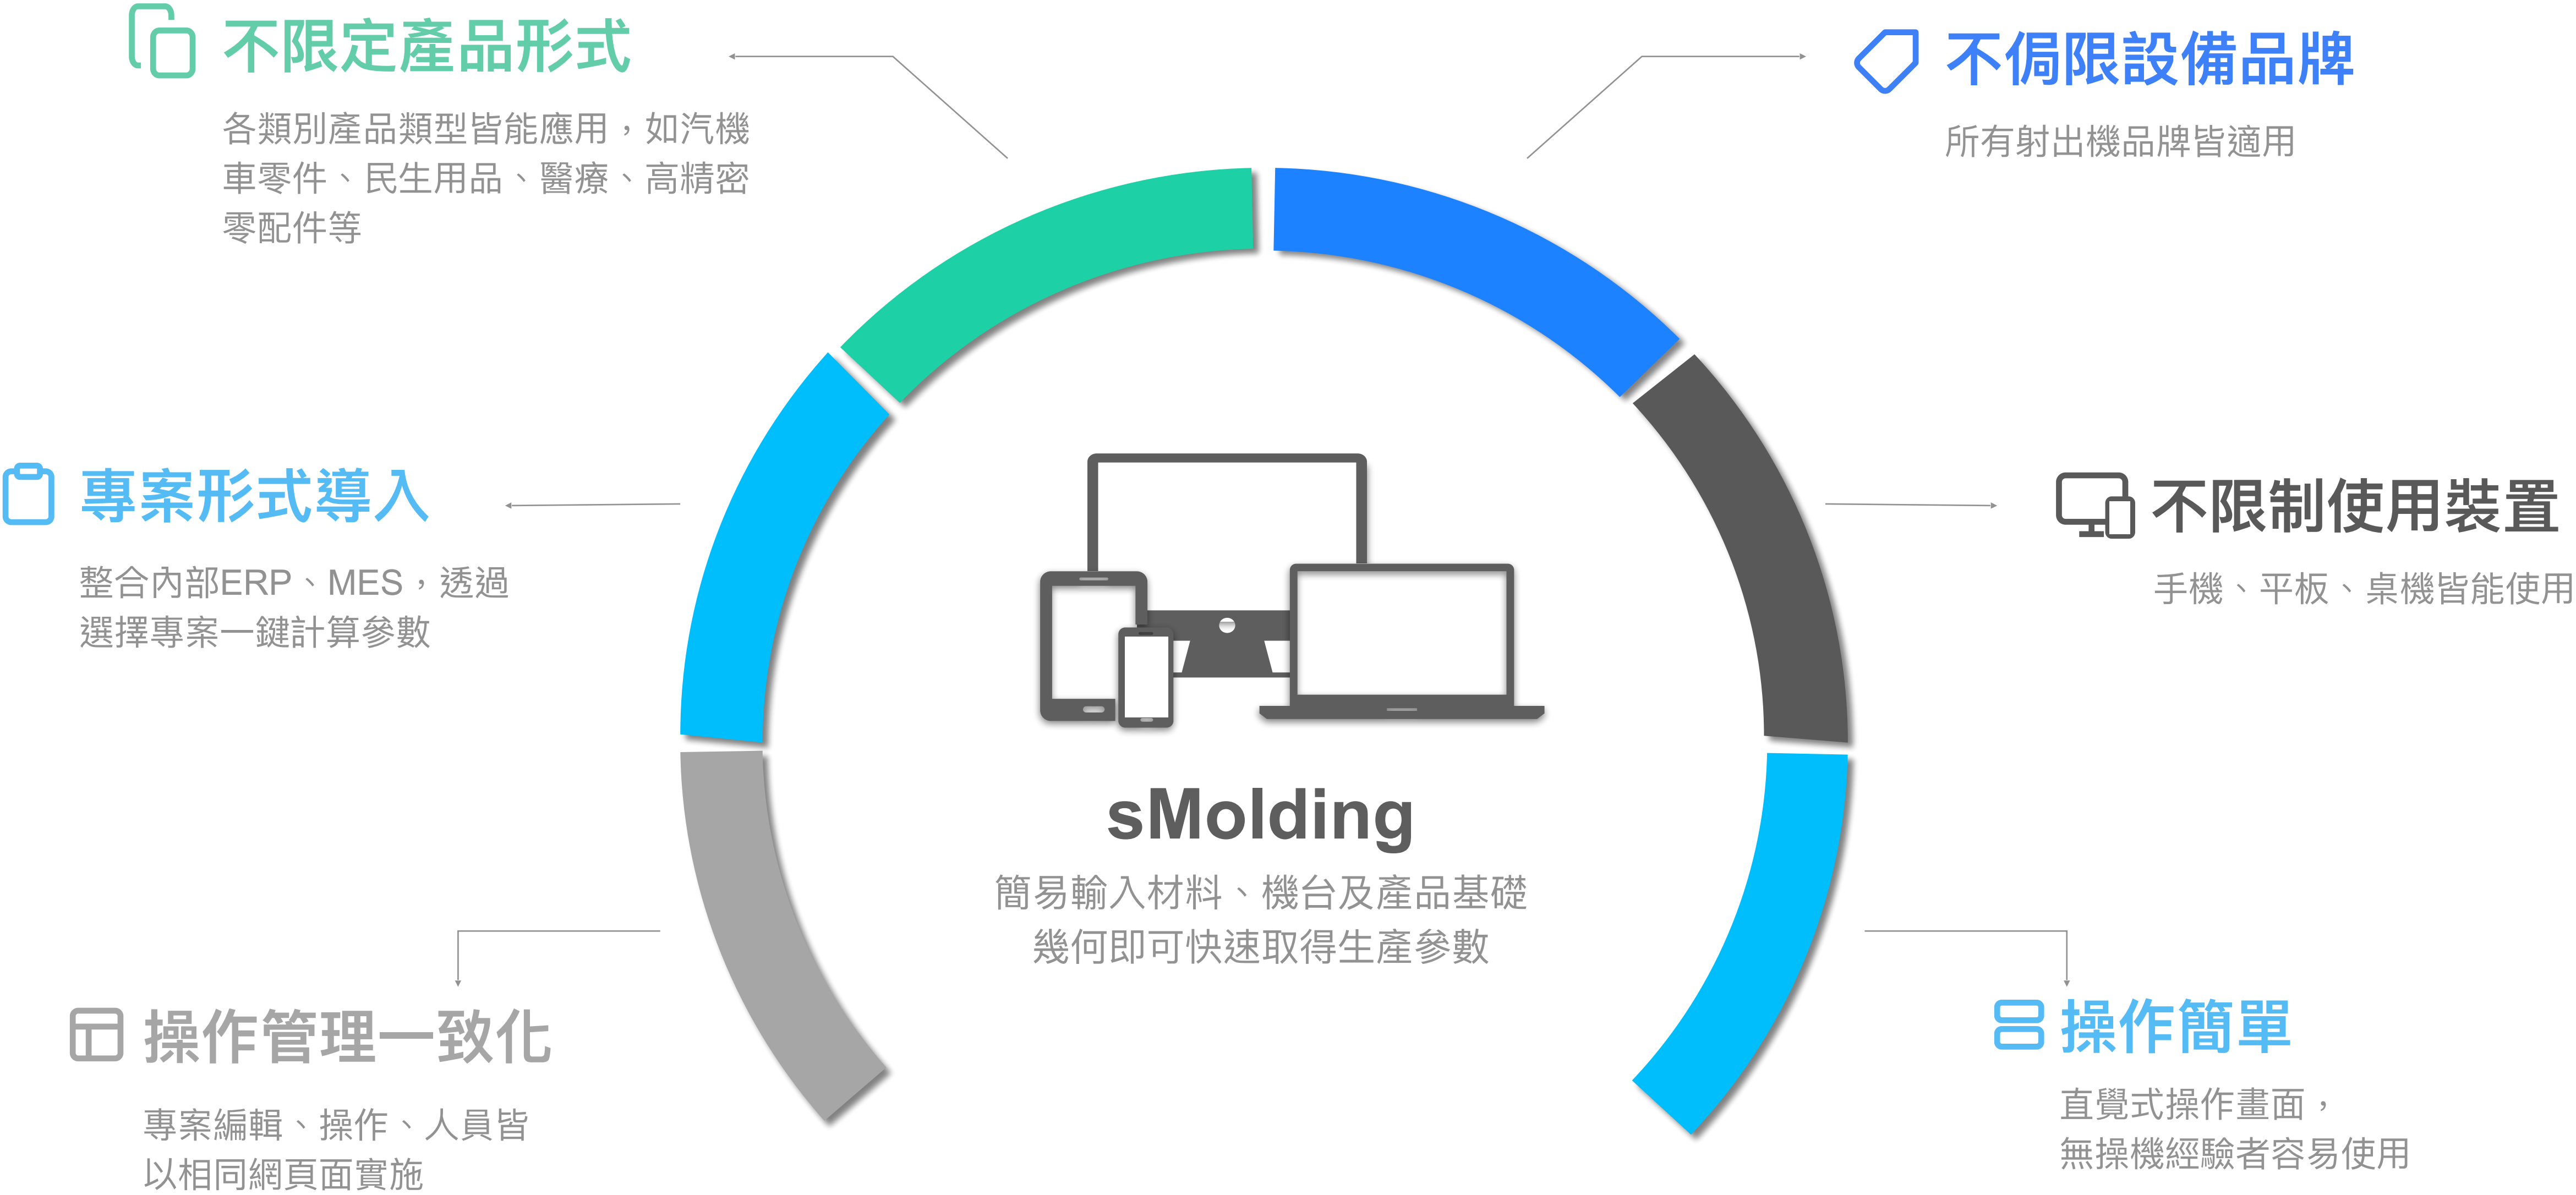 不限定產品形式
各類別產品類型皆能應用，如汽機
車零件、民生用品、醫療、高精密
零配件等
不侷限設備品牌
所有射出機品牌皆適用
專案形式導入
整合內部ERP、MES，透過
選擇專案一鍵計算參數
不限制使用裝置
手機、平板、桌機皆能使用
sMolding
簡易輸入材料、機台及產品基礎
幾何即可快速取得生產參數
操作管理一致化
專案編輯、操作、人員皆
以相同網頁面實施
操作簡單
直覺式操作畫面，
無操機經驗者容易使用